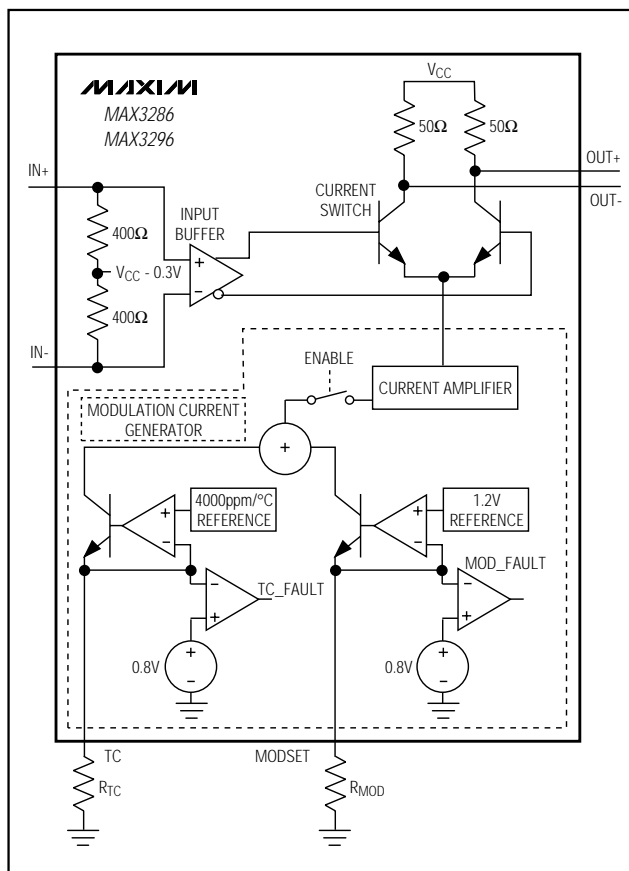 MAXIM
MAX3286
MAX3296
VCC
50Ω
50Ω
OUT+
OUT-
IN+
CURRENT
SWITCH
INPUT
BUFFER
400Ω
+
VCC - 0.3V
-
400Ω
IN-
ENABLE
CURRENT AMPLIFIER
MODULATION CURRENT
GENERATOR
+
4000ppm/°C
REFERENCE
+
-
1.2V
REFERENCE
+
-
TC_FAULT
-
+
MOD_FAULT
-
+
0.8V
+
-
0.8V
+
-
TC
MODSET
RTC
RMOD